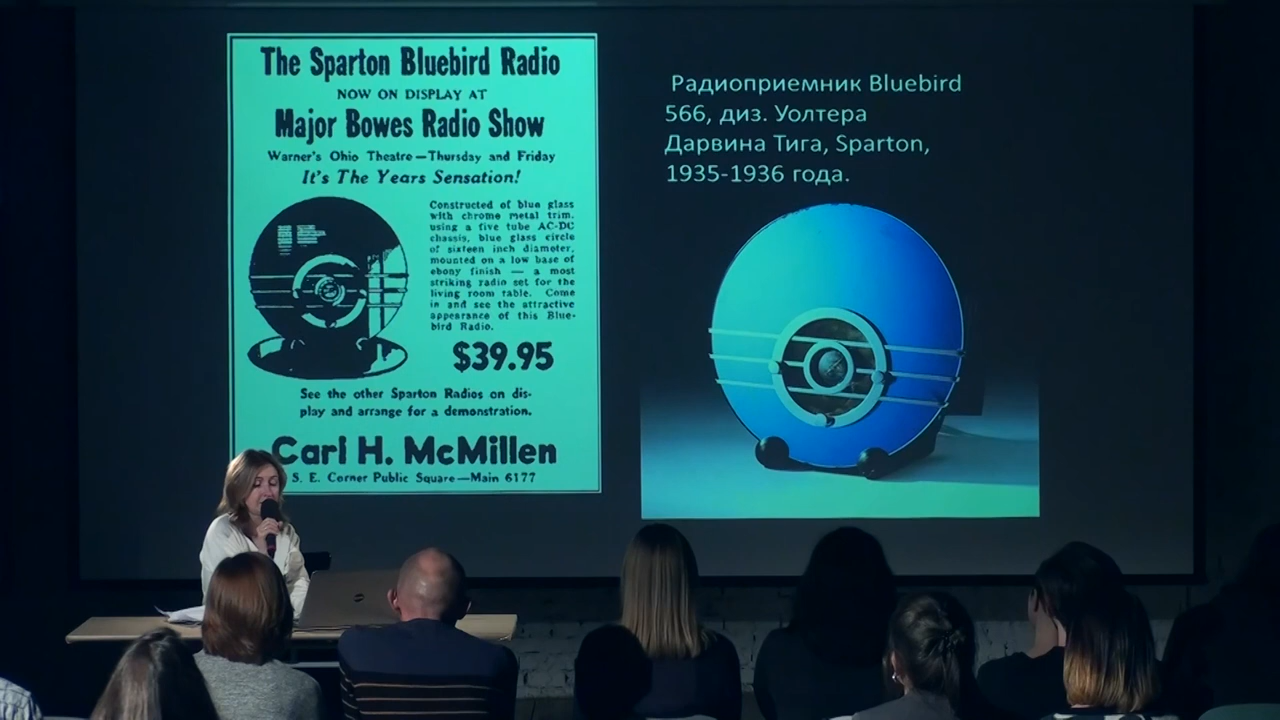 The Sparton Bluebird Radio
NOW ON DISPLAY AT
Major Bowes Radio Show
Warner's Ohio Theatre—Thursday and Friday
It's The Years Sensation!
Constructed of blue glass
with chrome metal trim,
using a five tube AC-DC
chassis, blue glass circle
of sixteen inch diameter,
mounted on a low base of
ebony finish — a most
striking radio set for the
living room table. Come
in and see the attractive
appearance of this Blue-
bird Radio.
$39.95
See the other Sparton Radios on dis-
play and arrange for a demonstration.
Carl H. McMillen
S. E. Corner Public Square—Main 6177
Радиоприемник Bluebird
566, диз. Уолтера
Дарвина Тига, Sparton,
1935-1936 года.